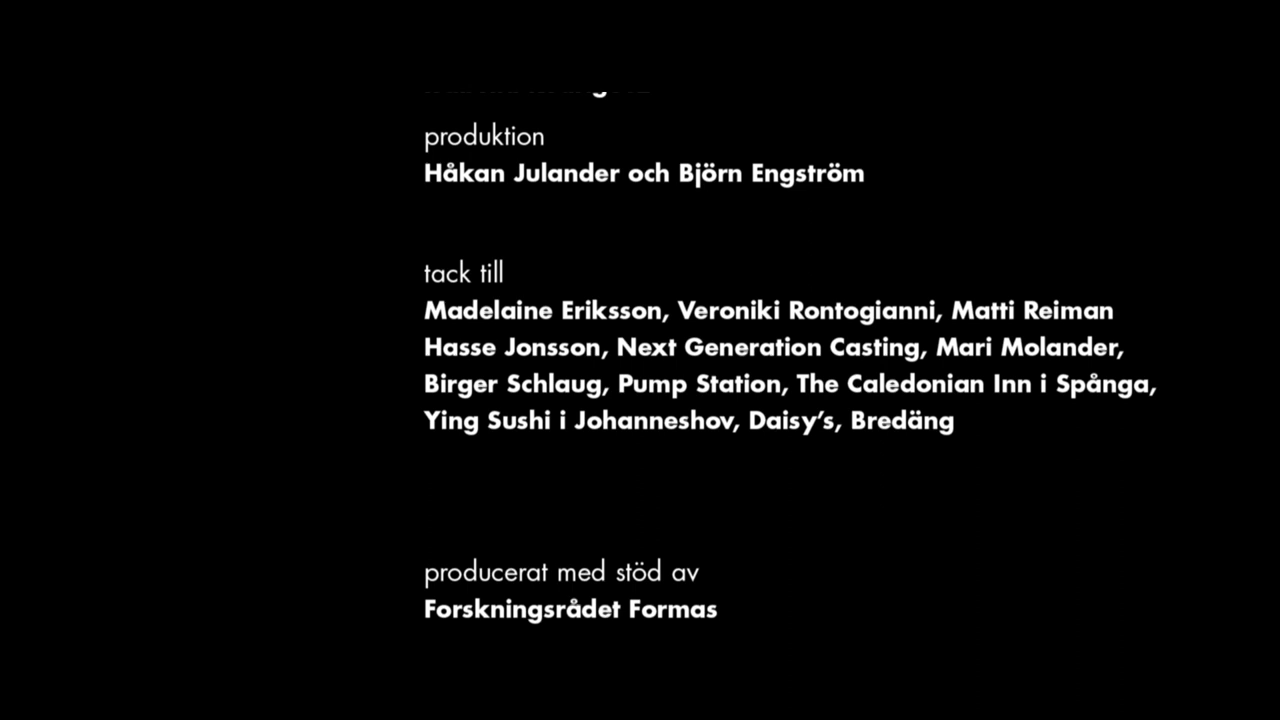 produktion
Håkan Julander och Björn Engström
tack till
Madelaine Eriksson, Veroniki Rontogianni, Matti Reiman
Hasse Jonsson, Next Generation Casting, Mari Molander,
Birger Schlaug, Pump Station, The Caledonian Inn i Spånga,
Ying Sushi i Johanneshov, Daisy’s, Bredäng
producerat med stöd av
Forskningsrådet Formas